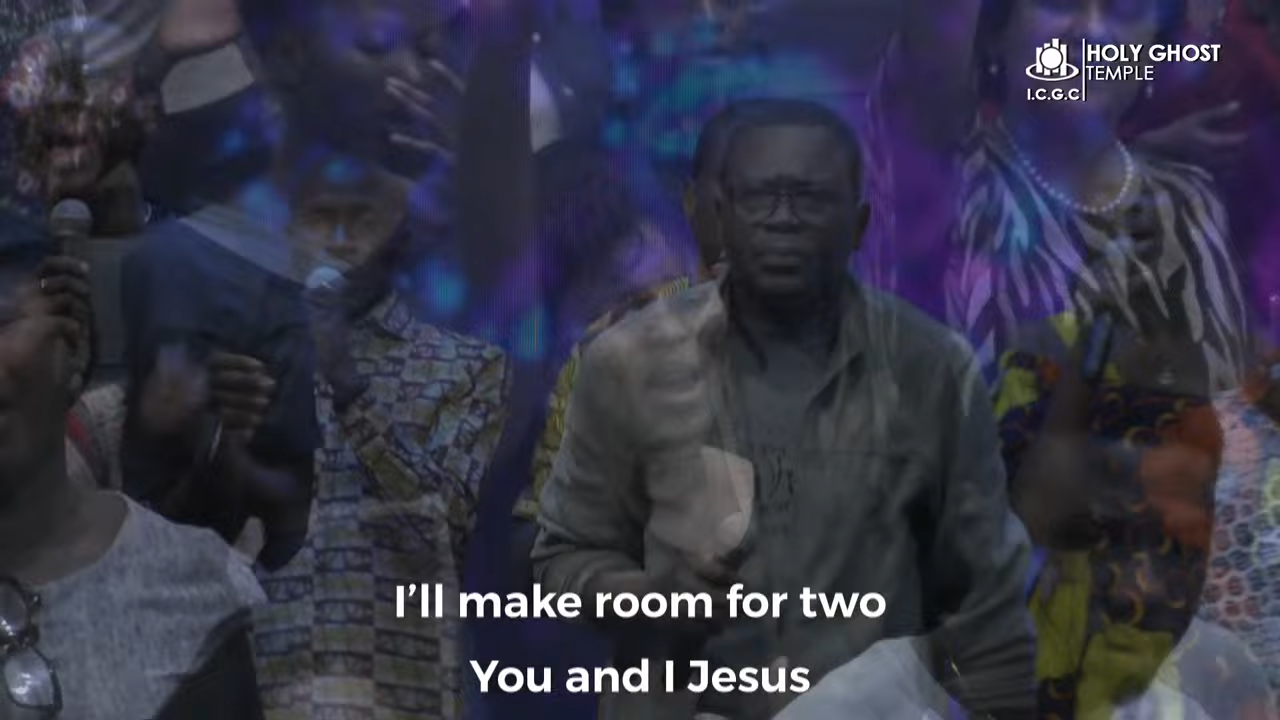 HOLY GHOST
TEMPLE
I.C.G.C
I’ll make room for two
You and I Jesus